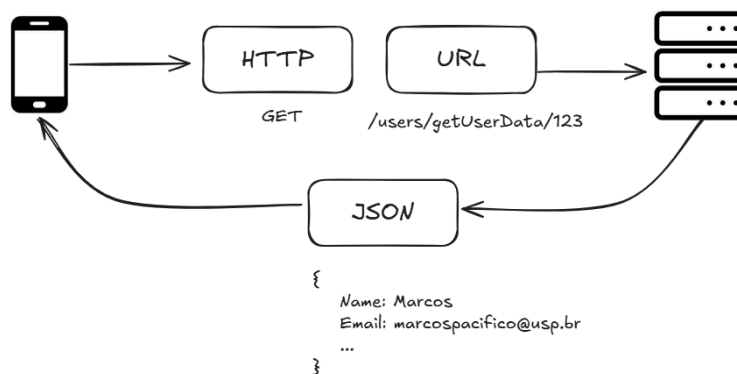 HTTP
URL
GET
/users/getUserData/123
JSON
{
Name: Marcos
Email: marcospacifico@usp.br
...
}